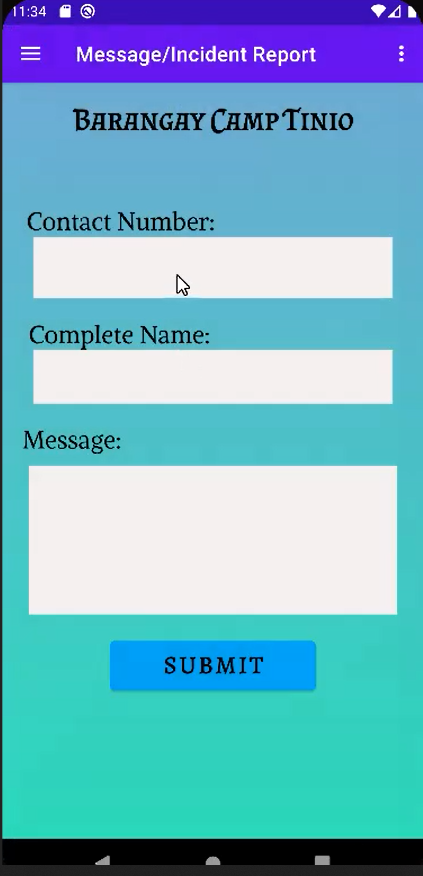 11:34
Message/Incident Report
BARANGAY CAMP TINIO
Contact Number:
Complete Name:
Message:
SUBMIT